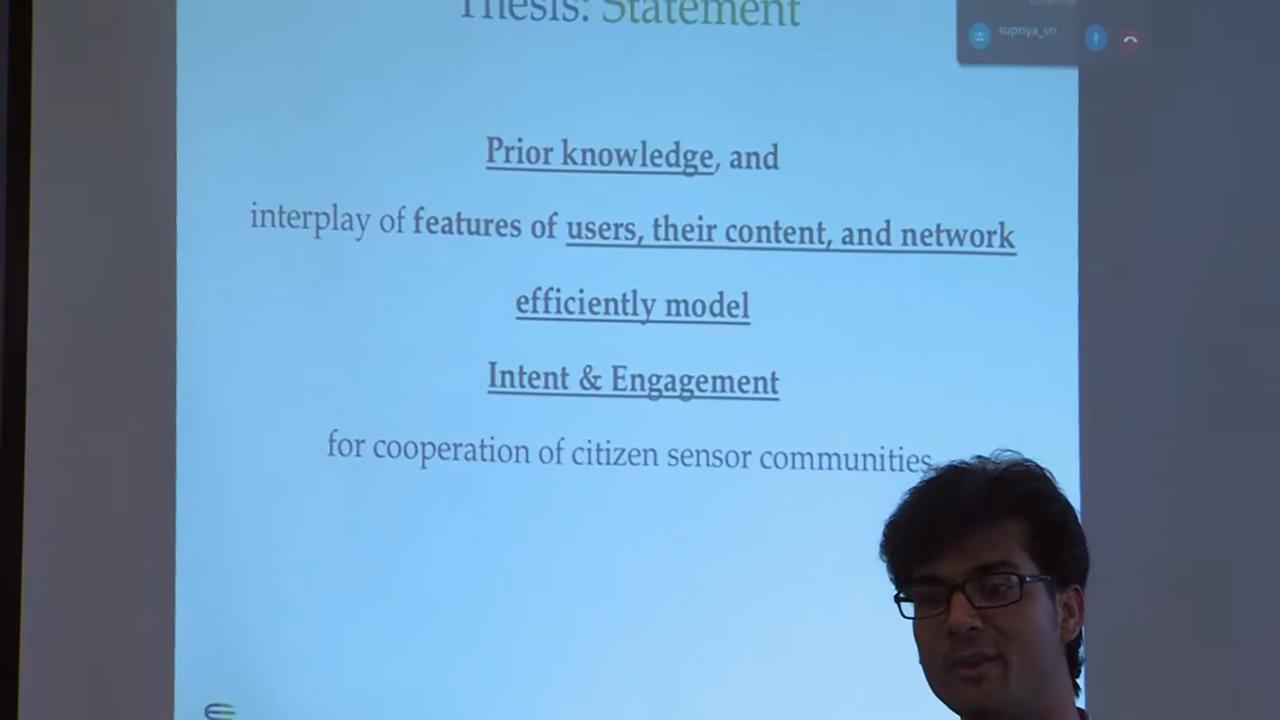 Thesis: Statement
supriya_sri
Prior knowledge, and
interplay of features of users, their content, and network
efficiently model
Intent & Engagement
for cooperation of citizen sensor communities